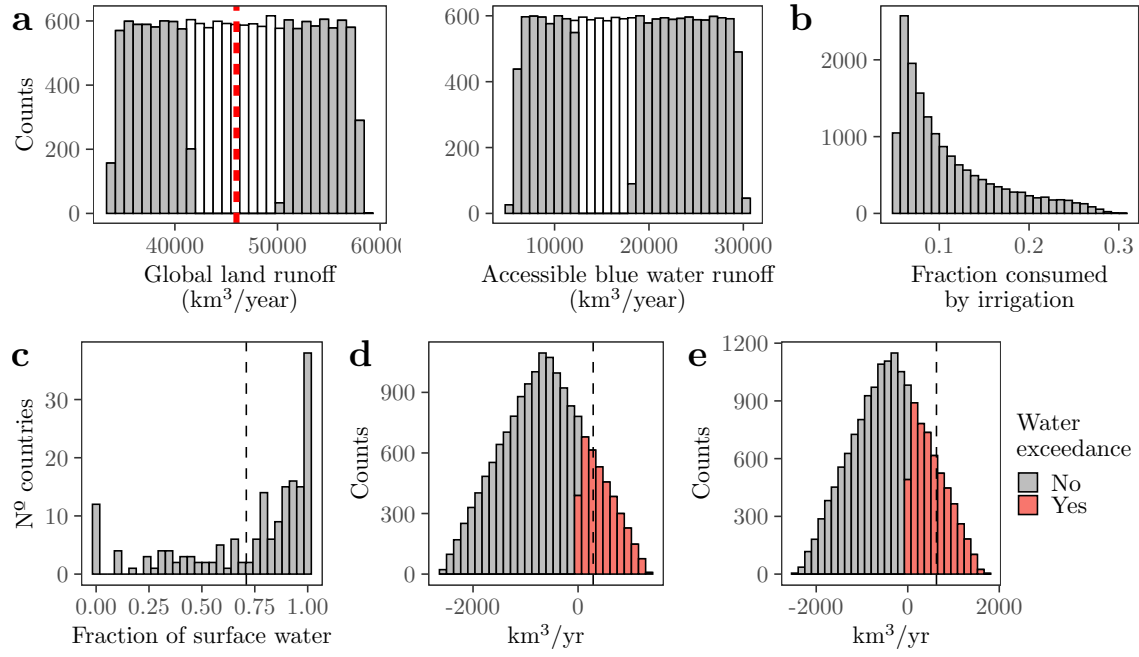 a
Counts
0
200
400
600
40000
50000
60000
Global land runoff
(km³/year)
0
200
400
600
10000
20000
30000
Accessible blue water runoff
(km³/year)
b
0
1000
2000
0.1
0.2
0.3
Fraction consumed
by irrigation
c
Nº countries
0
10
20
30
0.00
0.25
0.50
0.75
1.00
Fraction of surface water
d
Counts
0
300
600
900
-2000
0
km³/yr
e
Counts
0
300
600
900
1200
-2000
0
2000
km³/yr
Water
exceedance
No
Yes